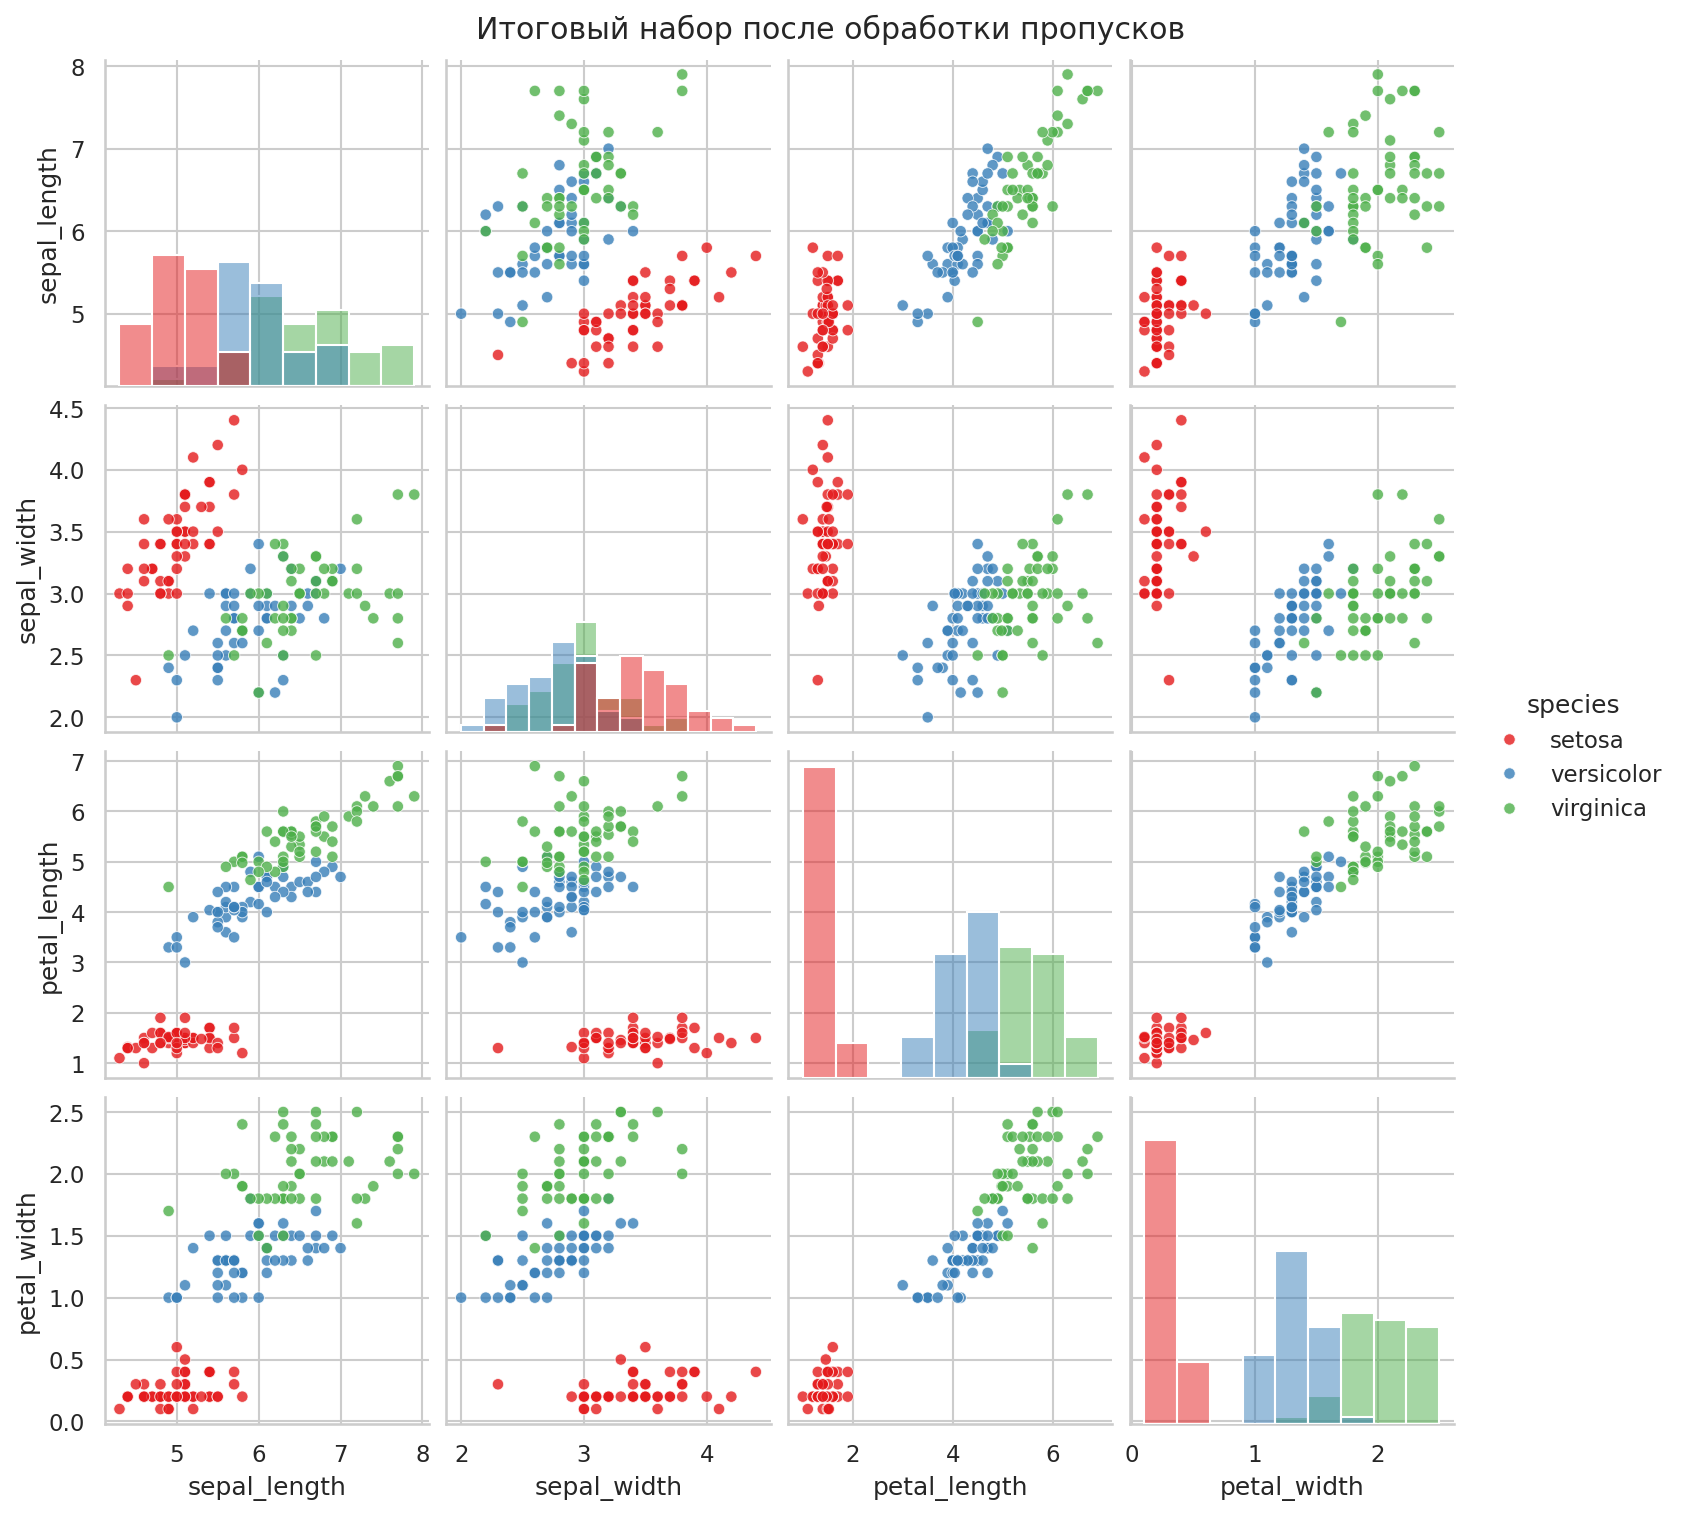 Итоговый набор после обработки пропусков
8
7
6
5
sepal_length
4.5
4.0
3.5
3.0
2.5
2.0
sepal_width
7
6
5
4
3
2
1
petal_length
2.5
2.0
1.5
1.0
0.5
0.0
petal_width
5 6 7 8
sepal_length
2 3 4
sepal_width
2 4 6
petal_length
0 1 2
petal_width
species
setosa
versicolor
virginica